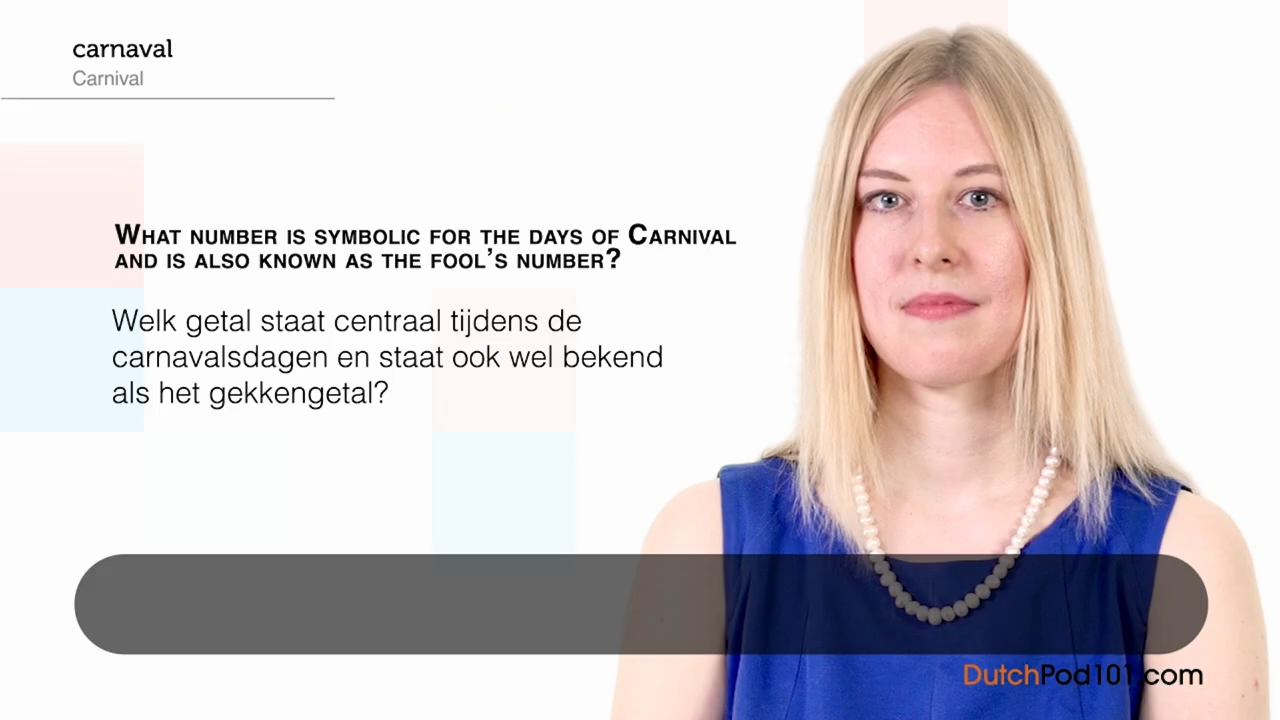 carnaval
Carnival
What number is symbolic for the days of Carnival
and is also known as the fool's number?
Welk getal staat centraal tijdens de
carnavalsdagen en staat ook wel bekend
als het gekkengetal?
DutchPod101.com